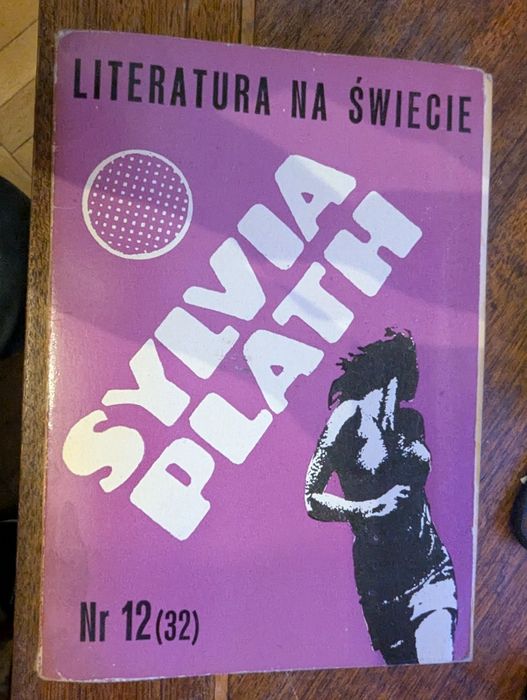 LITERATURA NA ŚWIECIE
SYLVIA
PLATH
Nr 12 (32)